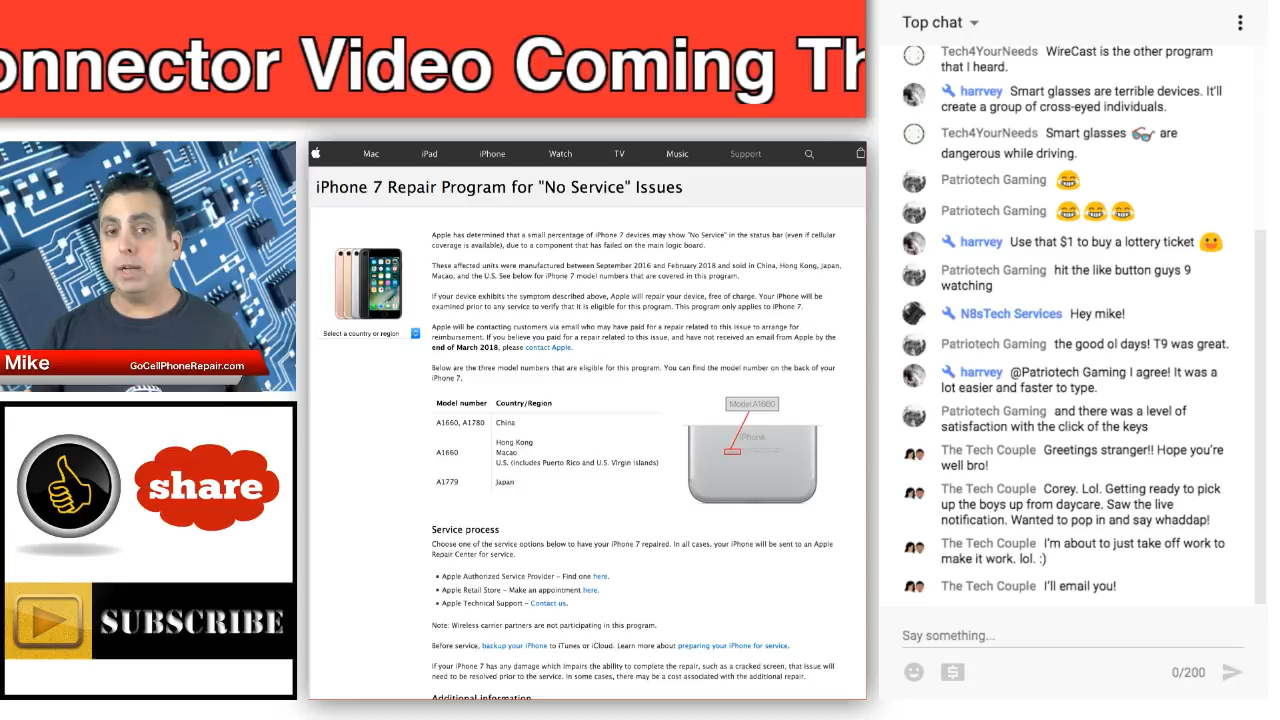 onnector Video Coming Th
Mike
GoCellPhoneRepair.com
share
SUBSCRIBE
Mac iPad iPhone Watch TV Music Support
iPhone 7 Repair Program for "No Service" Issues
Select a country or region
Apple has determined that a small percentage of iPhone 7 devices may show "No Service" in the status bar (even if cellular
coverage is available), due to a component that has failed on the main logic board.
These affected units were manufactured between September 2016 and February 2018 and sold in China, Hong Kong, Japan,
Macao, and the U.S. See below for iPhone 7 model numbers that are covered in this program.
If your device exhibits the symptom described above, Apple will repair your device, free of charge. Your iPhone will be
examined prior to any service to verify that it is eligible for this program. This program only applies to iPhone 7.
Apple will be contacting customers via email who may have paid for a repair related to this issue to arrange for
reimbursement. If you believe you paid for a repair related to this issue, and have not received an email from Apple by the
end of March 2018, please contact Apple.
Below are the three model numbers that are eligible for this program. You can find the model number on the back of your
iPhone 7.
Model number Country/Region
A1660, A1780 China
Hong Kong
A1660 Macao
U.S. (includes Puerto Rico and U.S. Virgin Islands)
A1779 Japan
Model A1660
iPhone
Service process
Choose one of the service options below to have your iPhone 7 repaired. In all cases, your iPhone will be sent to an Apple
Repair Center for service.
▪ Apple Authorized Service Provider – Find one here.
▪ Apple Retail Store – Make an appointment here.
▪ Apple Technical Support – Contact us.
Note: Wireless carrier partners are not participating in this program.
Before service, backup your iPhone to iTunes or iCloud. Learn more about preparing your iPhone for service.
If your iPhone 7 has any damage which impairs the ability to complete the repair, such as a cracked screen, that issue will
need to be resolved prior to the service. In some cases, there may be a cost associated with the additional repair.
Additional information
Top chat
Tech4YourNeeds WireCast is the other program
that I heard.
harrvey Smart glasses are terrible devices. It'll
create a group of cross-eyed individuals.
Tech4YourNeeds Smart glasses 👓 are
dangerous while driving.
Patriotech Gaming 😂
Patriotech Gaming 😂 😂 😂
harrvey Use that $1 to buy a lottery ticket 😛
Patriotech Gaming hit the like button guys 9
watching
N8sTech Services Hey mike!
Patriotech Gaming the good ol days! T9 was great.
harrvey @Patriotech Gaming I agree! It was a
lot easier and faster to type.
Patriotech Gaming and there was a level of
satisfaction with the click of the keys
The Tech Couple Greetings stranger!! Hope you're
well bro!
The Tech Couple Corey. Lol. Getting ready to pick
up the boys up from daycare. Saw the live
notification. Wanted to pop in and say whaddap!
The Tech Couple I'm about to just take off work to
make it work. lol. :)
The Tech Couple I'll email you!
Say something...
0/200